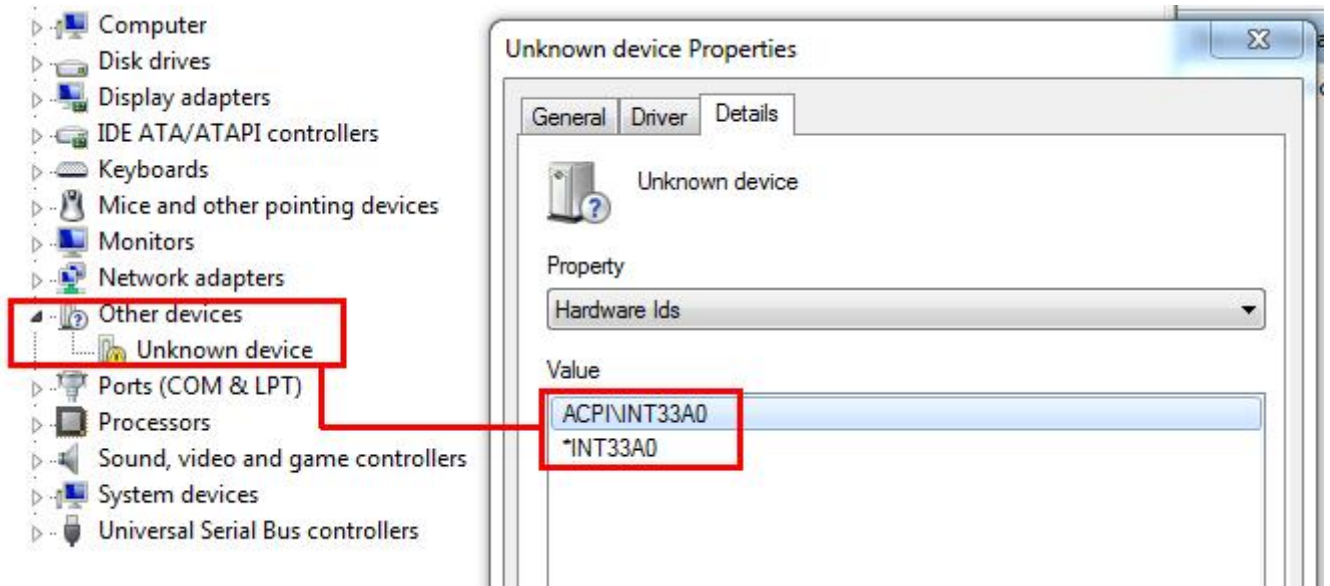 Computer
Disk drives
Display adapters
IDE ATA/ATAPI controllers
Keyboards
Mice and other pointing devices
Monitors
Network adapters
Other devices
Unknown device
Ports (COM & LPT)
Processors
Sound, video and game controllers
System devices
Universal Serial Bus controllers
Unknown device Properties
General Driver Details
Unknown device
Property
Hardware Ids
Value
ACPI\INT33A0
*INT33A0